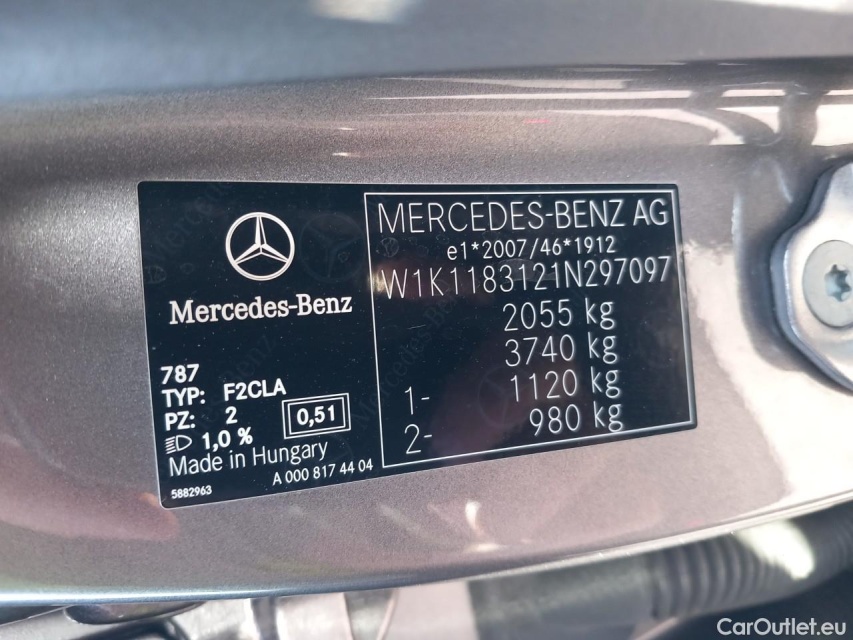 Mercedes-Benz
787
TYP: F2CLA
PZ: 2
0,51
1,0 %
Made in Hungary
A 000 817 44 04
5882963
MERCEDES-BENZ AG
e1*2007/46*1912
W1K1183121N297097
2055 kg
3740 kg
1- 1120 kg
2- 980 kg
CarOutlet.eu